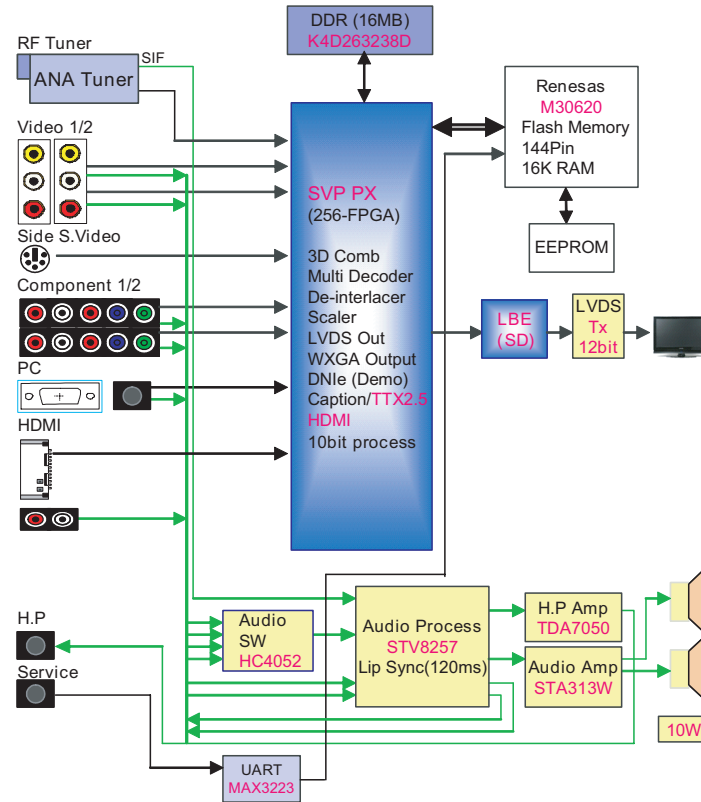 DDR (16MB)
K4D263238D
RF Tuner
SIF
ANA Tuner
Renesas
M30620
Flash Memory
144Pin
16K RAM
Video 1/2
SVP PX
(256-FPGA)
3D Comb
Multi Decoder
De-interlacer
Scaler
LVDS Out
WXGA Output
DNIe (Demo)
Caption/TTX2.5
HDMI
10bit process
EEPROM
Side S.Video
Component 1/2
LBE
(SD)
LVDS
Tx
12bit
PC
HDMI
H.P
Service
Audio
SW
HC4052
Audio Process
STV8257
Lip Sync(120ms)
H.P Amp
TDA7050
Audio Amp
STA313W
10W
UART
MAX3223